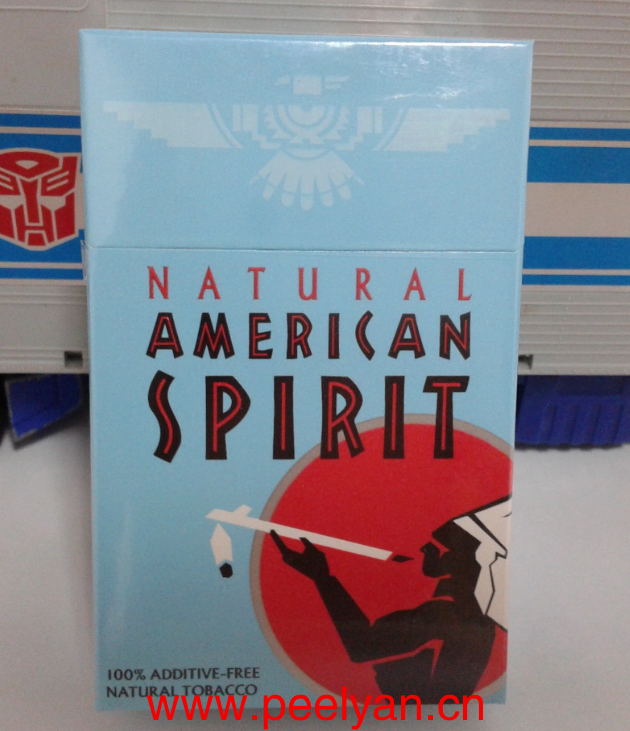 NATURAL
AMERICAN
SPIRIT
100% ADDITIVE-FREE
NATURAL TOBACCO
www.peelyan.cn